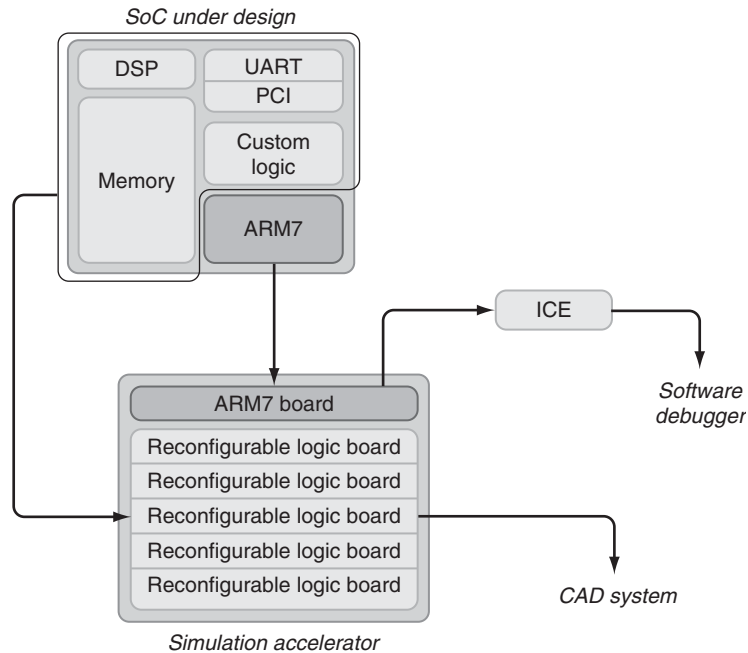 SoC under design
DSP
UART
PCI
Memory
Custom
logic
ARM7
ICE
Software
debugger
ARM7 board
Reconfigurable logic board
Reconfigurable logic board
Reconfigurable logic board
Reconfigurable logic board
Reconfigurable logic board
CAD system
Simulation accelerator